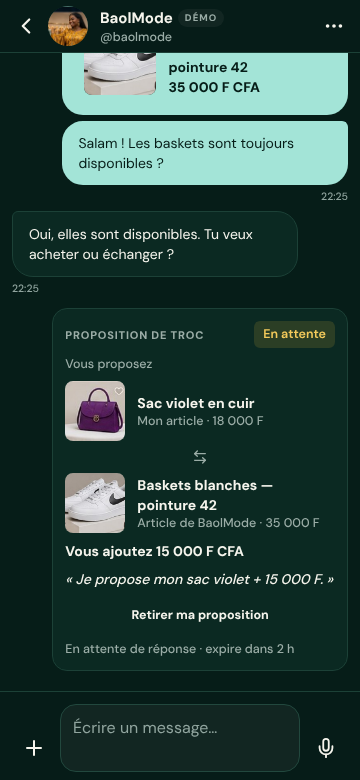 BaolMode DÉMO
@baolmode
pointure 42
35 000 F CFA
Salam ! Les baskets sont toujours
disponibles ?
22:25
Oui, elles sont disponibles. Tu veux
acheter ou échanger ?
22:25
PROPOSITION DE TROC En attente
Vous proposez
Sac violet en cuir
Mon article · 18 000 F
Baskets blanches —
pointure 42
Article de BaolMode · 35 000 F
Vous ajoutez 15 000 F CFA
« Je propose mon sac violet + 15 000 F. »
Retirer ma proposition
En attente de réponse · expire dans 2 h
Écrire un message...